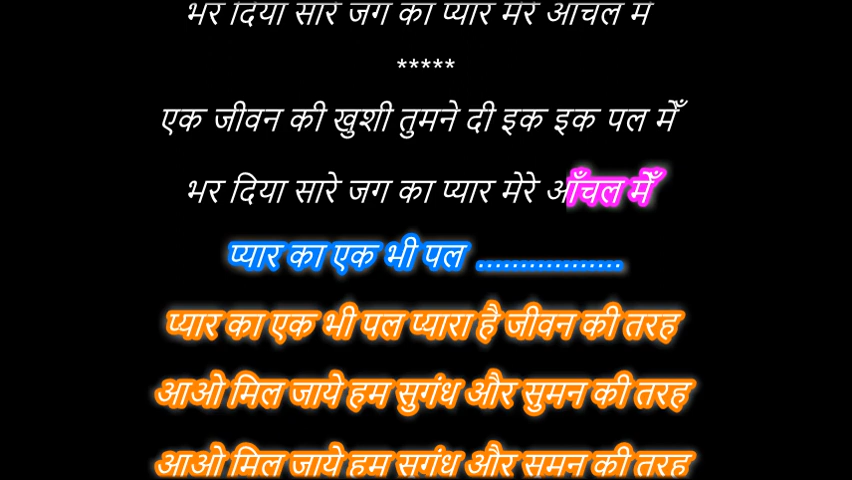 भर दिया सारे जग का प्यार मेरे आँचल मेँ
*****
एक जीवन की खुशी तुमने दी इक इक पल मेँ
भर दिया सारे जग का प्यार मेरे आँचल मेँ
प्यार का एक भी पल .................
प्यार का एक भी पल प्यारा है जीवन की तरह
आओ मिल जाये हम सुगंध और सुमन की तरह
आओ मिल जाये हम सुगंध और सुमन की तरह